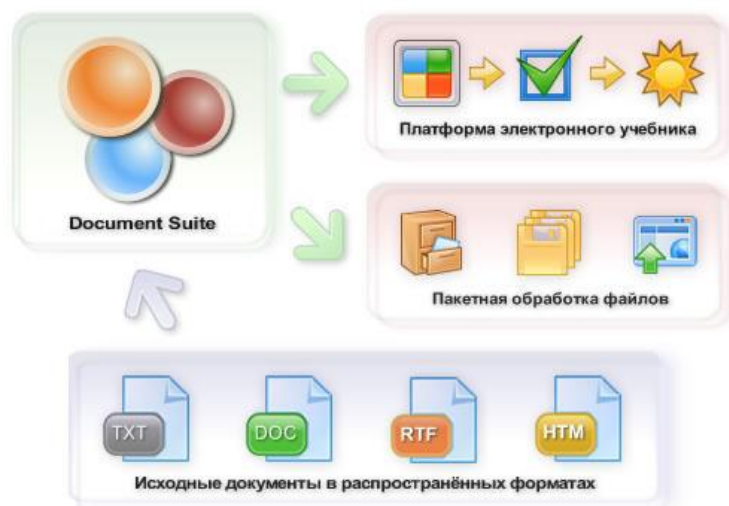 Платформа электронного учебника
Document Suite
Пакетная обработка файлов
TXT
DOC
RTF
HTM
Исходные документы в распространённых форматах